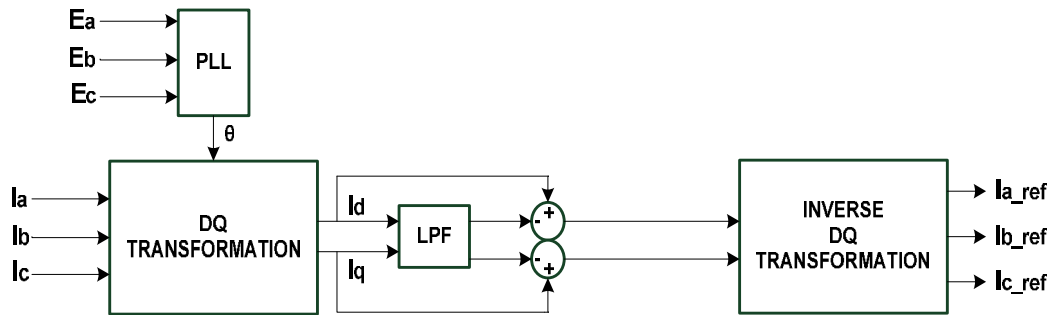 Ea
Eb
Ec
PLL
θ
Ia
Ib
Ic
DQ
TRANSFORMATION
Id
Iq
LPF
+
-
-
+
INVERSE
DQ
TRANSFORMATION
Ia_ref
Ib_ref
Ic_ref